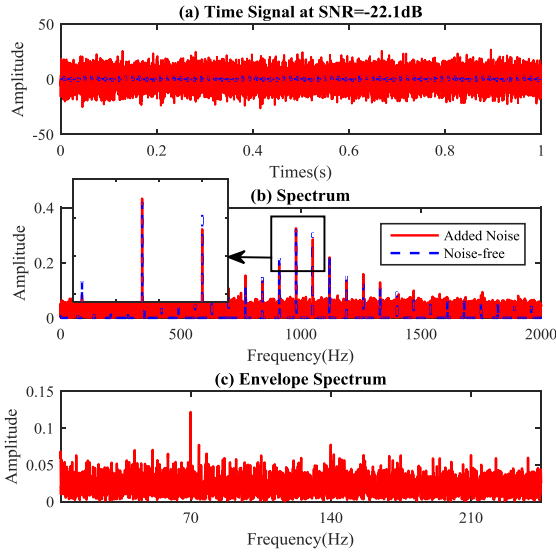 (a) Time Signal at SNR=-22.1dB
Amplitude
50
0
-50
0
0.2
0.4
0.6
0.8
1
Times(s)
(b) Spectrum
Amplitude
0.4
0.2
0
Added Noise
Noise-free
0
500
1000
1500
2000
Frequency(Hz)
(c) Envelope Spectrum
Amplitude
0.15
0.1
0.05
0
70
140
210
Frequency(Hz)